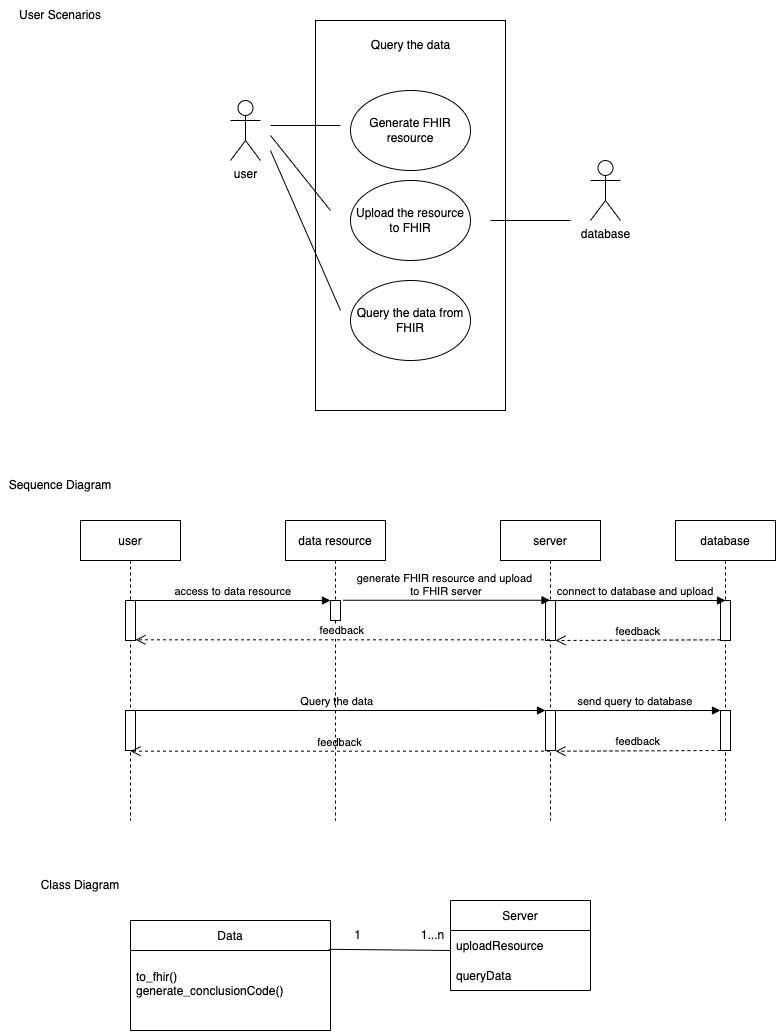 User Scenarios
Query the data
Generate FHIR
resource
user
Upload the resource
to FHIR
database
Query the data from
FHIR
Sequence Diagram
user
data resource
server
database
access to data resource
generate FHIR resource and upload
to FHIR server
connect to database and upload
feedback
feedback
Query the data
send query to database
feedback
feedback
Class Diagram
Data
1
1...n
Server
to_fhir()
generate_conclusionCode()
uploadResource
queryData